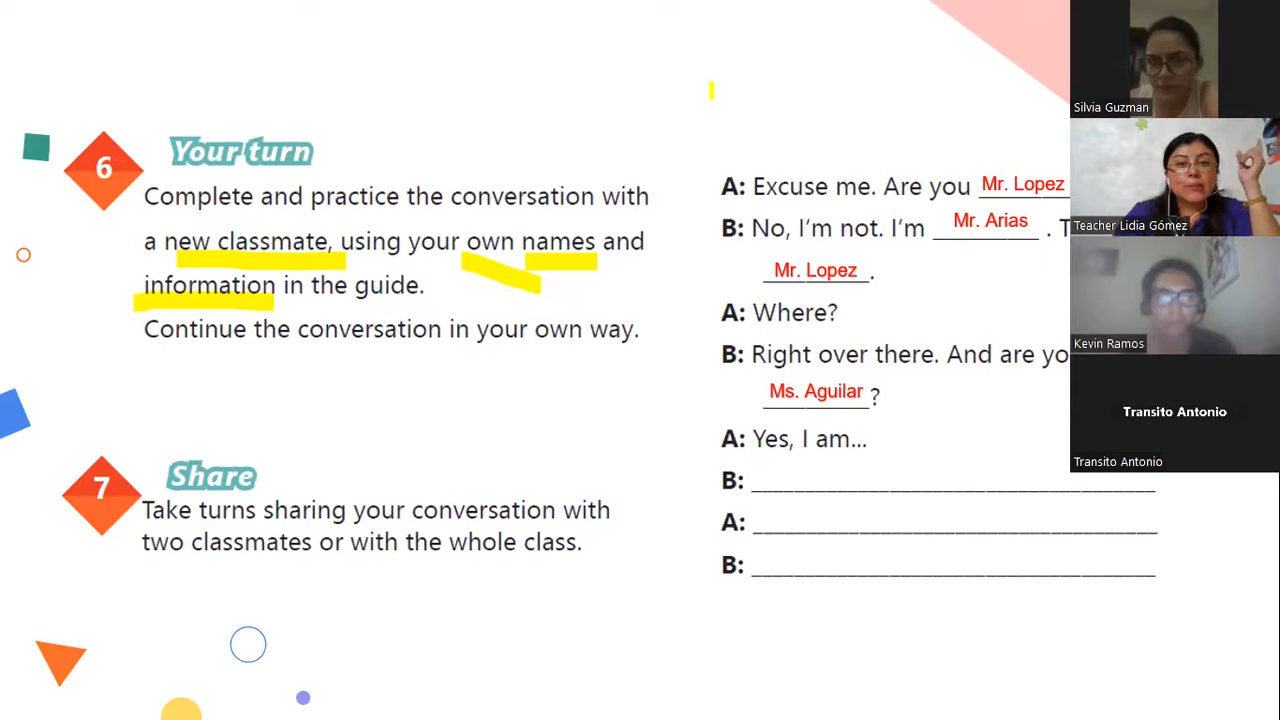 6 Your turn
Complete and practice the conversation with
a new classmate, using your own names and
information in the guide.
Continue the conversation in your own way.
7 Share
Take turns sharing your conversation with
two classmates or with the whole class.
A: Excuse me. Are you Mr. Lopez
B: No, I'm not. I'm Mr. Arias . T
Mr. Lopez .
A: Where?
B: Right over there. And are yo
Ms. Aguilar ?
A: Yes, I am...
B:
A:
B:
Silvia Guzman
Teacher Lidia Gómez
Kevin Ramos
Transito Antonio
Transito Antonio